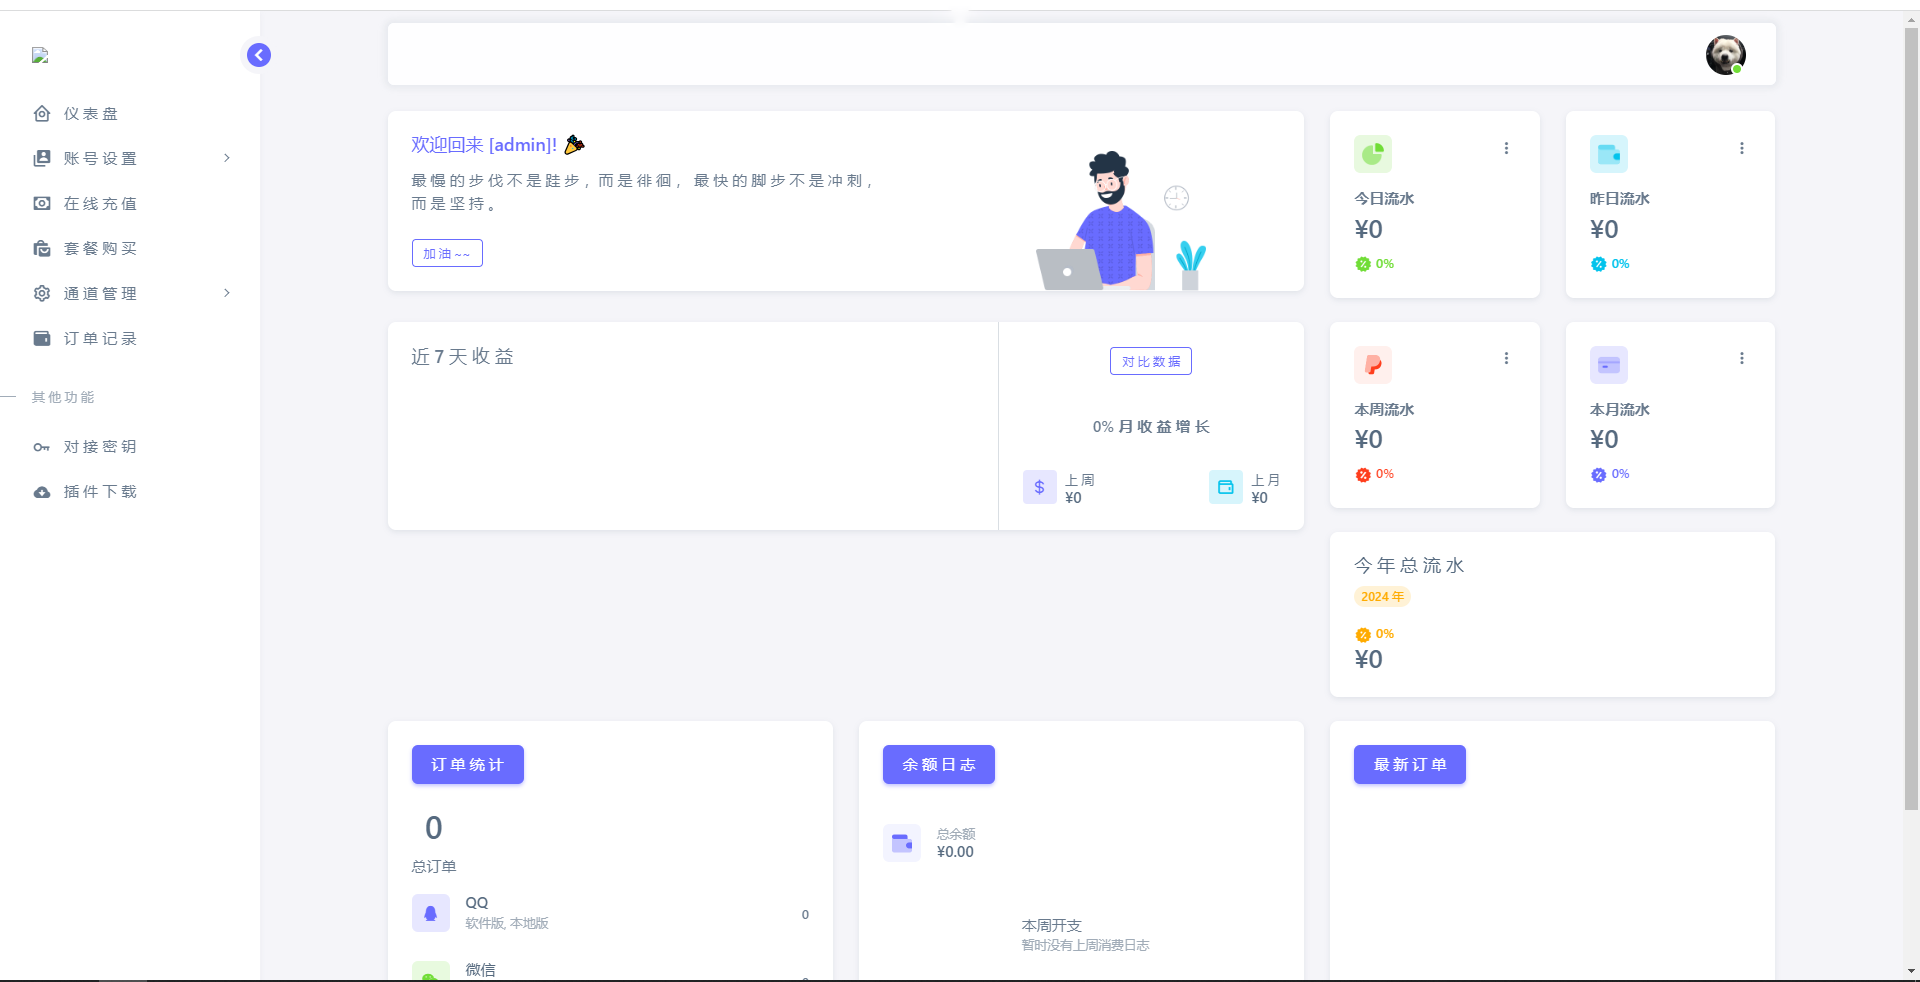 仪表盘
账号设置
在线充值
套餐购买
通道管理
订单记录
其他功能
对接密钥
插件下载
欢迎回来 [admin]!
最慢的步伐不是跬步，而是徘徊，最快的脚步不是冲刺，
而是坚持。
加油~~
今日流水
¥0
0%
昨日流水
¥0
0%
近7天收益
对比数据
0% 月收益增长
$
上周
¥0
上月
¥0
本周流水
¥0
0%
本月流水
¥0
0%
今年总流水
2024 年
0%
¥0
订单统计
0
总订单
QQ
软件版, 本地版
0
微信
余额日志
总余额
¥0.00
本周开支
暂时没有上周消费日志
最新订单